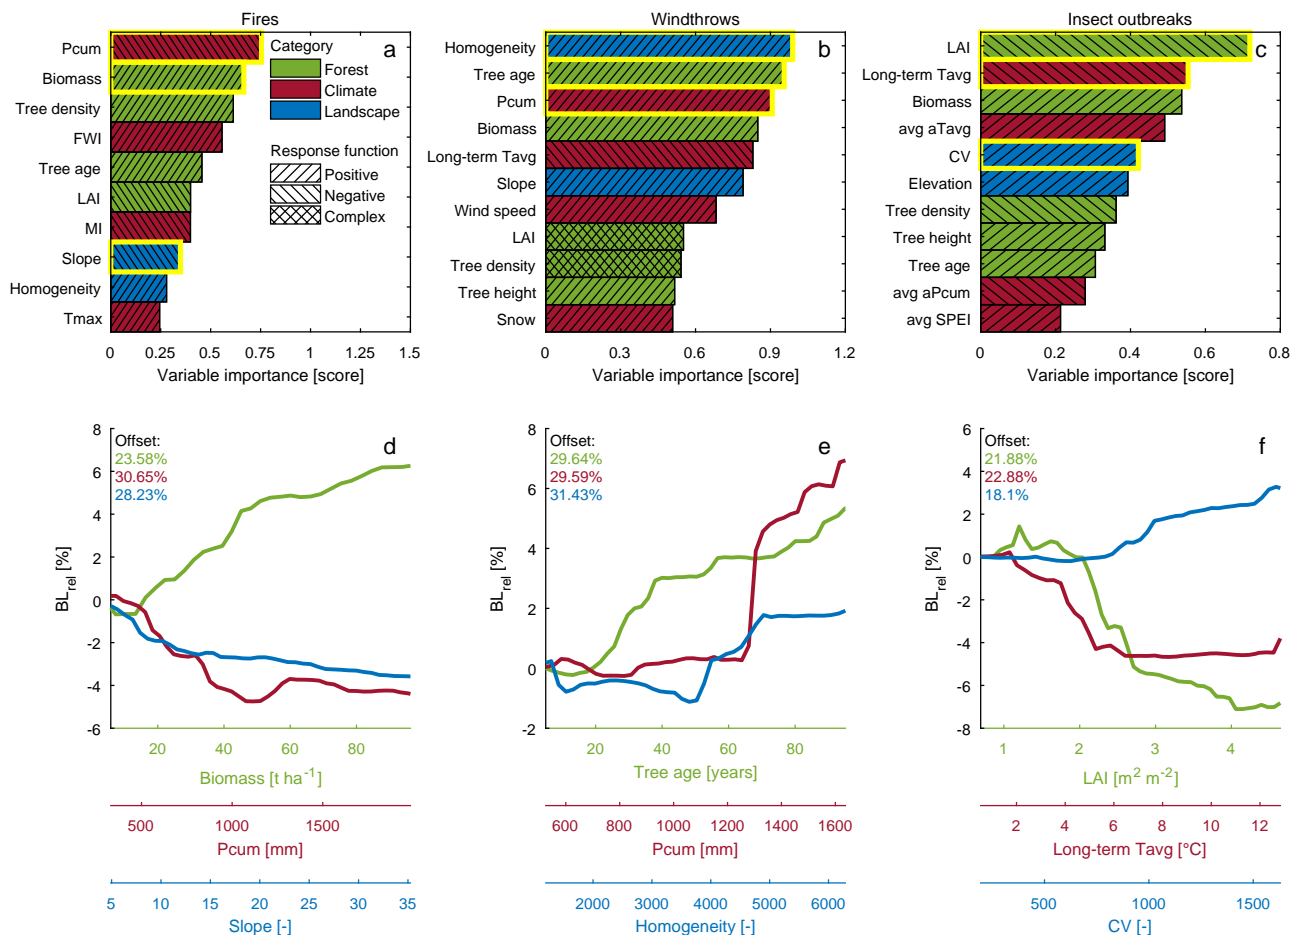 Fires
a
Pcum
Biomass
Tree density
FWI
Tree age
LAI
MI
Slope
Homogeneity
Tmax
Category
Forest
Climate
Landscape
Response function
Positive
Negative
Complex
0 0.25 0.5 0.75 1 1.25 1.5
Variable importance [score]
Windthrows
b
Homogeneity
Tree age
Pcum
Biomass
Long-term Tavg
Slope
Wind speed
LAI
Tree density
Tree height
Snow
0 0.3 0.6 0.9 1.2
Variable importance [score]
Insect outbreaks
c
LAI
Long-term Tavg
Biomass
avg aTavg
CV
Elevation
Tree density
Tree height
Tree age
avg aPcum
avg SPEI
0 0.2 0.4 0.6 0.8
Variable importance [score]
d
Offset:
23.58%
30.65%
28.23%
8
6
4
2
0
-2
-4
-6
BLrel [%]
20 40 60 80
Biomass [t ha-1]
500 1000 1500
Pcum [mm]
5 10 15 20 25 30 35
Slope [-]
e
Offset:
29.64%
29.59%
31.43%
8
6
4
2
0
-2
BLrel [%]
20 40 60 80
Tree age [years]
600 800 1000 1200 1400 1600
Pcum [mm]
2000 3000 4000 5000 6000
Homogeneity [-]
f
Offset:
21.88%
22.88%
18.1%
8
6
4
2
0
-2
-4
-6
-8
BLrel [%]
1 2 3 4
LAI [m2 m-2]
2 4 6 8 10 12
Long-term Tavg [°C]
500 1000 1500
CV [-]